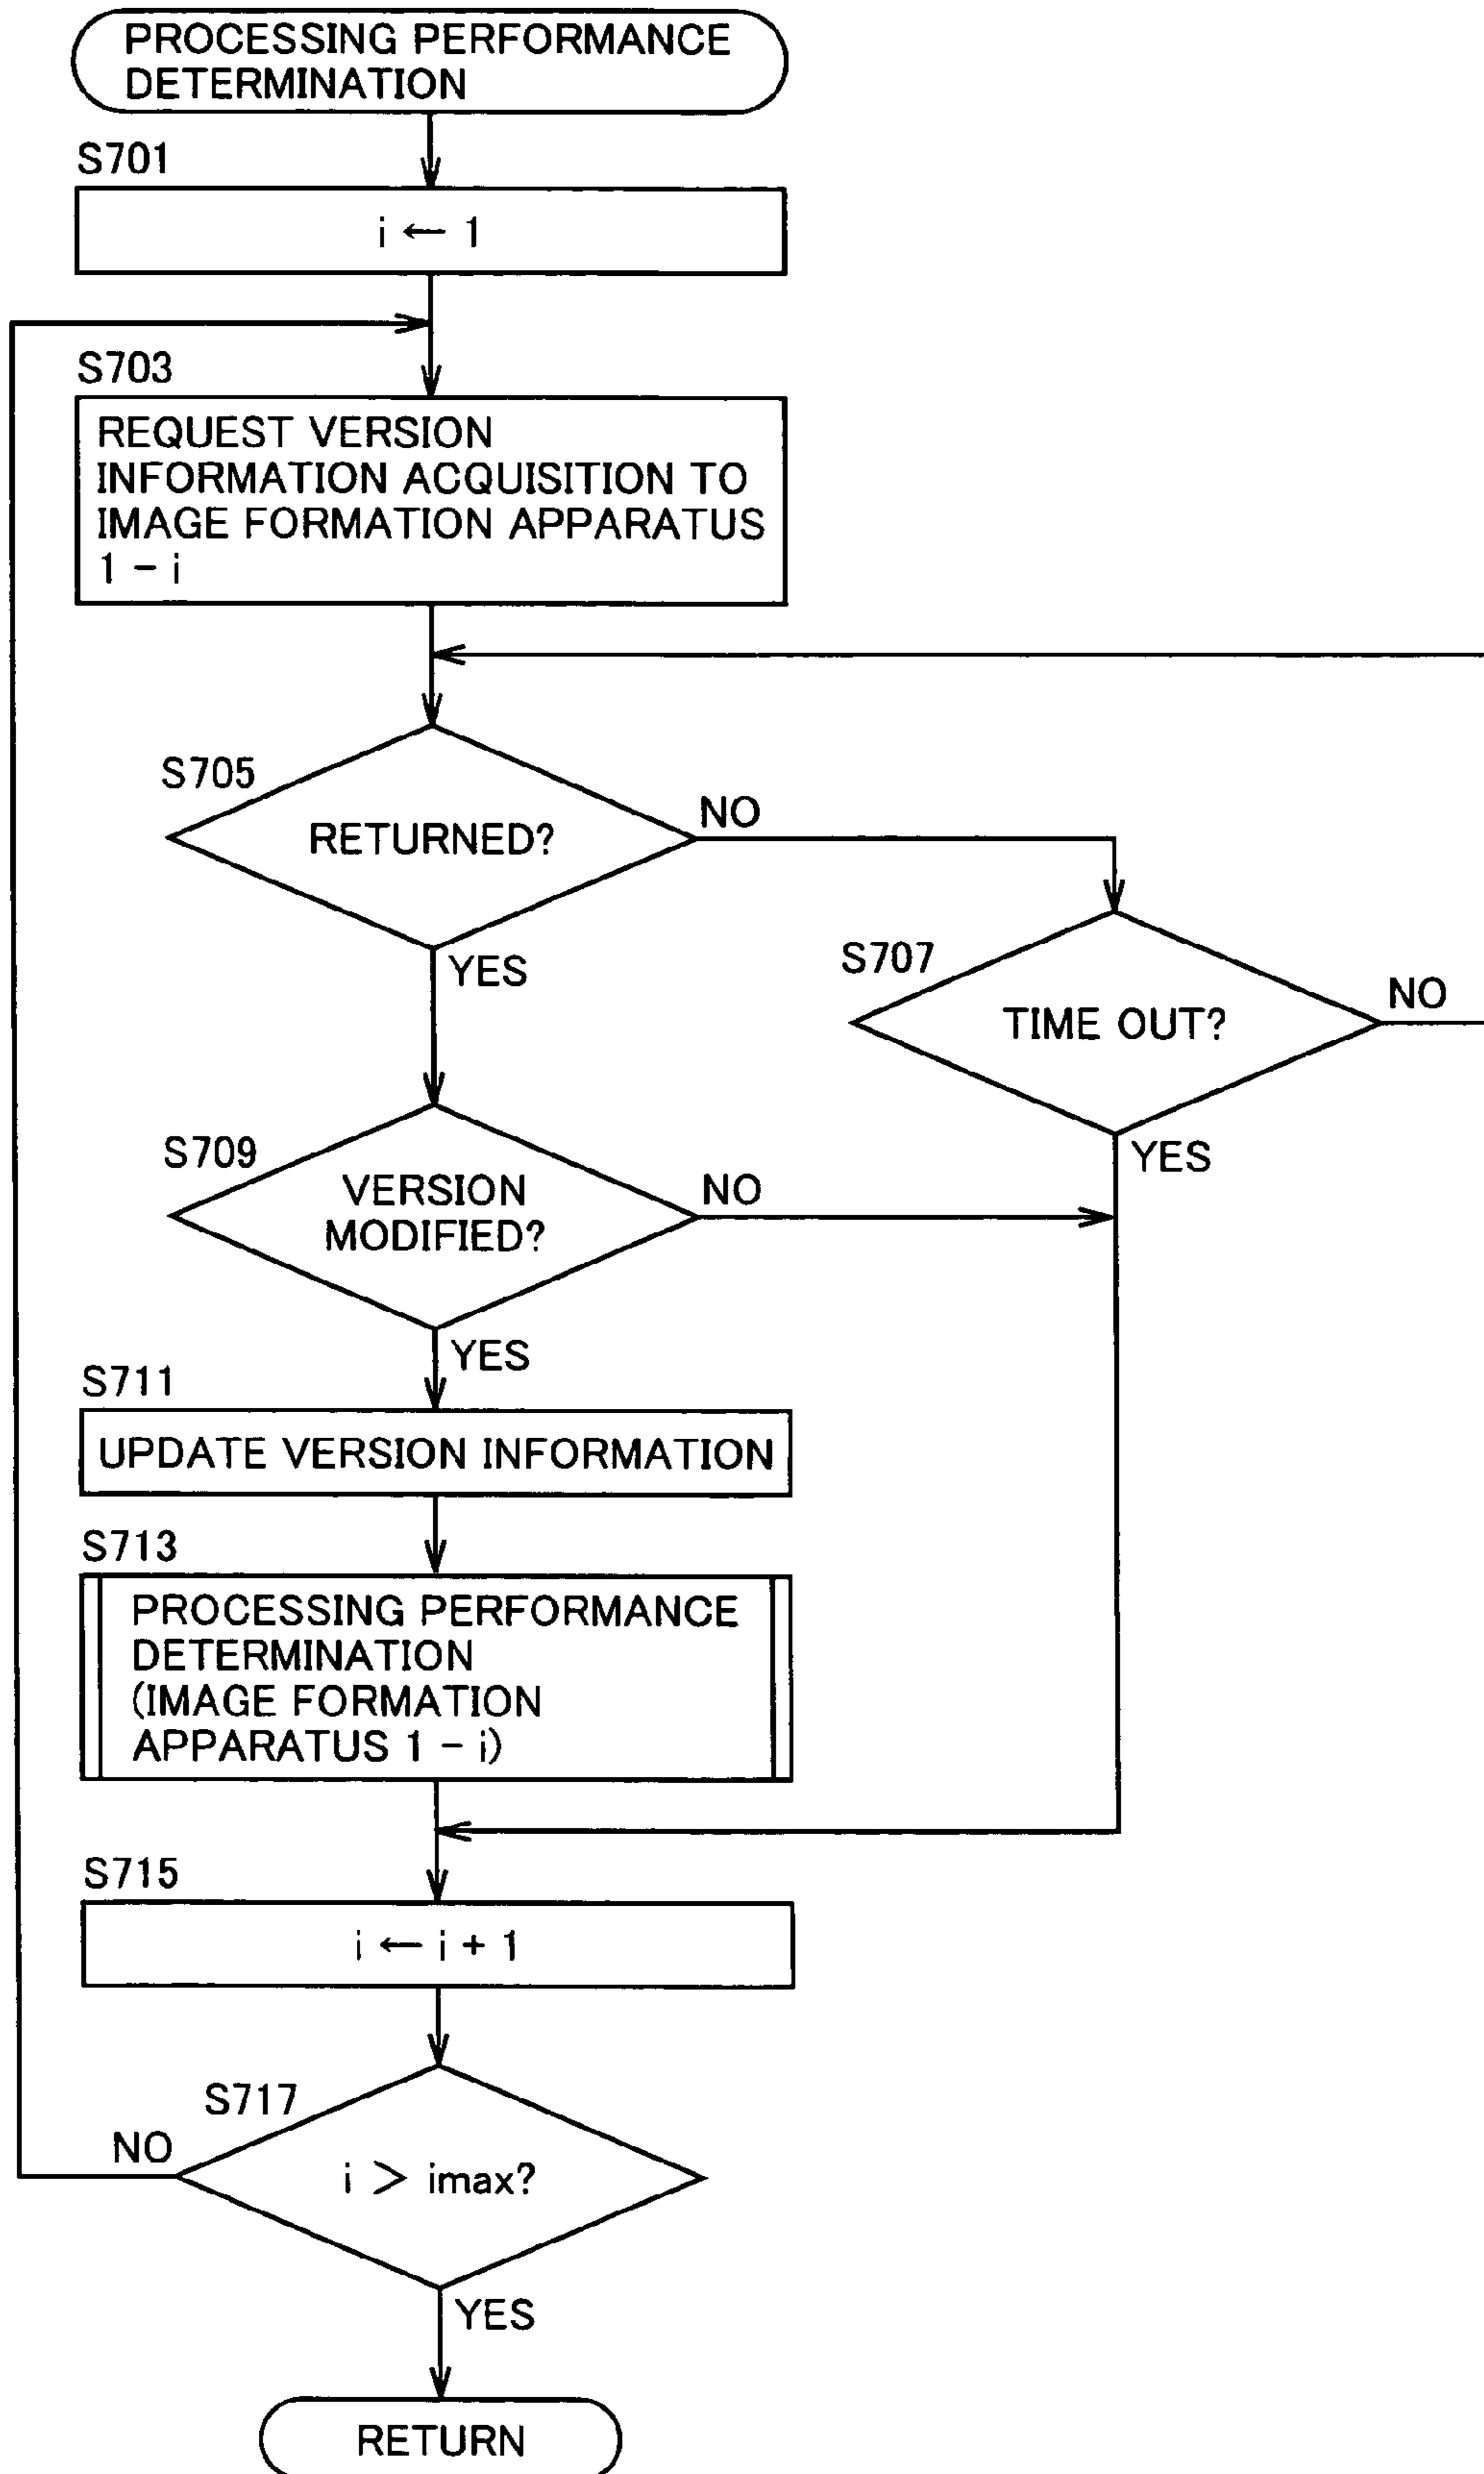 PROCESSING PERFORMANCE
DETERMINATION
S701
i ← 1
S703
REQUEST VERSION
INFORMATION ACQUISITION TO
IMAGE FORMATION APPARATUS
1 - i
S705
RETURNED?
NO
YES
S707
TIME OUT?
NO
YES
S709
VERSION
MODIFIED?
NO
YES
S711
UPDATE VERSION INFORMATION
S713
PROCESSING PERFORMANCE
DETERMINATION
(IMAGE FORMATION
APPARATUS 1 - i)
S715
i ← i + 1
S717
NO
i > imax?
YES
RETURN